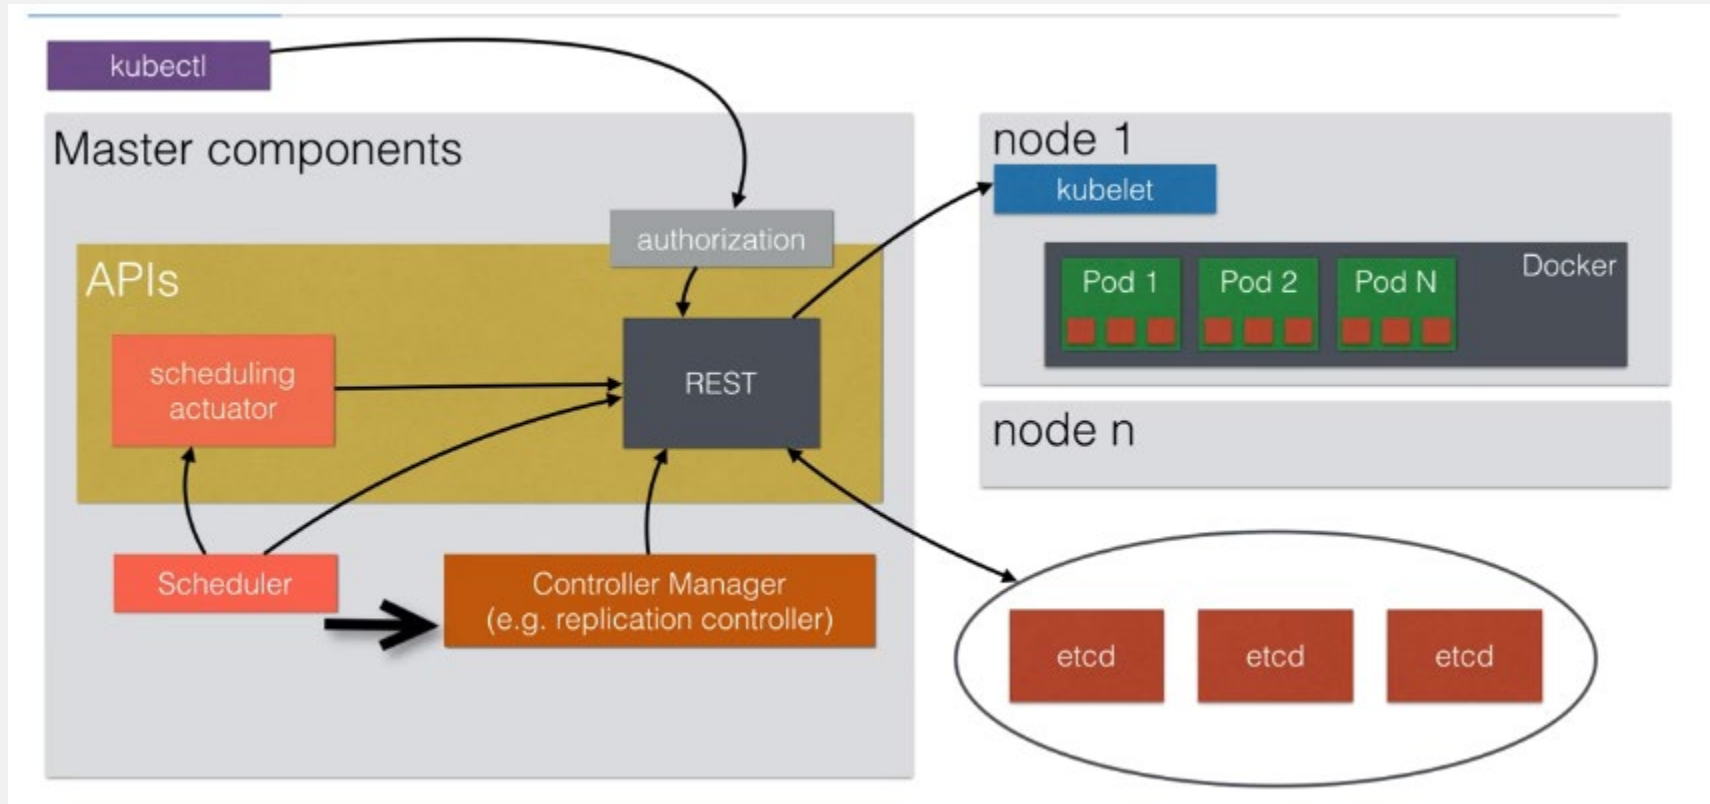 kubectl
Master components
authorization
APIs
scheduling
actuator
REST
Scheduler
Controller Manager
(e.g. replication controller)
node 1
kubelet
Docker
Pod 1
Pod 2
Pod N
node n
etcd
etcd
etcd